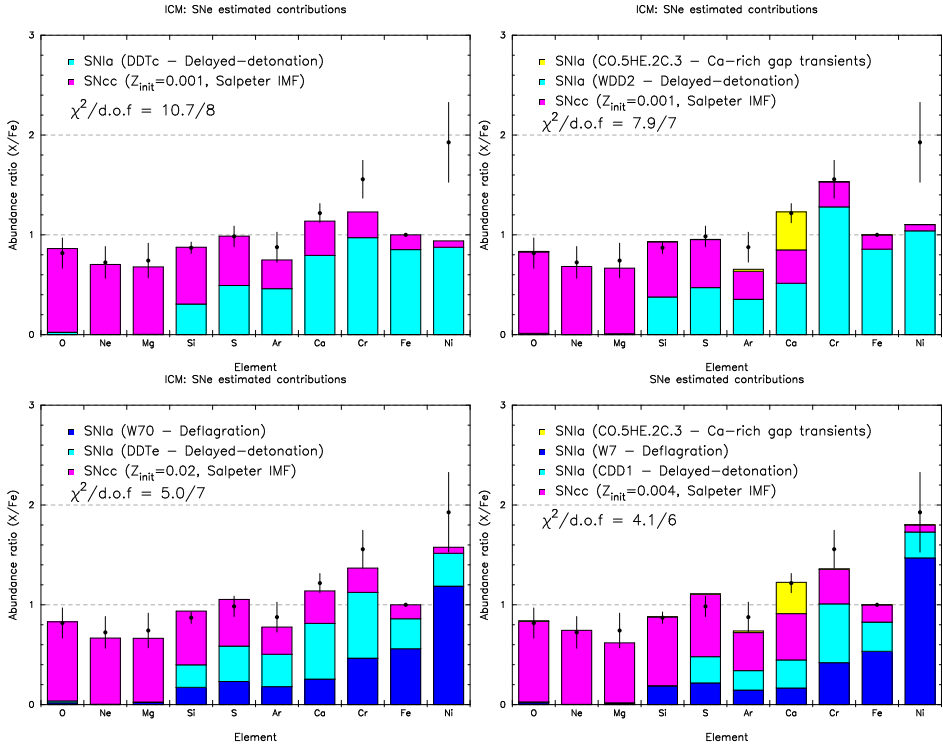 ICM: SNe estimated contributions
Abundance ratio (X/Fe)
3
2
1
0
SNIa (DDTc – Delayed-detonation)
SNcc (Zinit=0.001, Salpeter IMF)
χ²/d.o.f = 10.7/8
O Ne Mg Si S Ar Ca Cr Fe Ni
Element
ICM: SNe estimated contributions
Abundance ratio (X/Fe)
3
2
1
0
SNIa (CO.5HE.2C.3 – Ca-rich gap transients)
SNIa (WDD2 – Delayed-detonation)
SNcc (Zinit=0.001, Salpeter IMF)
χ²/d.o.f = 7.9/7
O Ne Mg Si S Ar Ca Cr Fe Ni
Element
ICM: SNe estimated contributions
Abundance ratio (X/Fe)
3
2
1
0
SNIa (W70 – Deflagration)
SNIa (DDTe – Delayed-detonation)
SNcc (Zinit=0.02, Salpeter IMF)
χ²/d.o.f = 5.0/7
O Ne Mg Si S Ar Ca Cr Fe Ni
Element
SNe estimated contributions
Abundance ratio (X/Fe)
3
2
1
0
SNIa (CO.5HE.2C.3 – Ca-rich gap transients)
SNIa (W7 – Deflagration)
SNIa (CDD1 – Delayed-detonation)
SNcc (Zinit=0.004, Salpeter IMF)
χ²/d.o.f = 4.1/6
O Ne Mg Si S Ar Ca Cr Fe Ni
Element